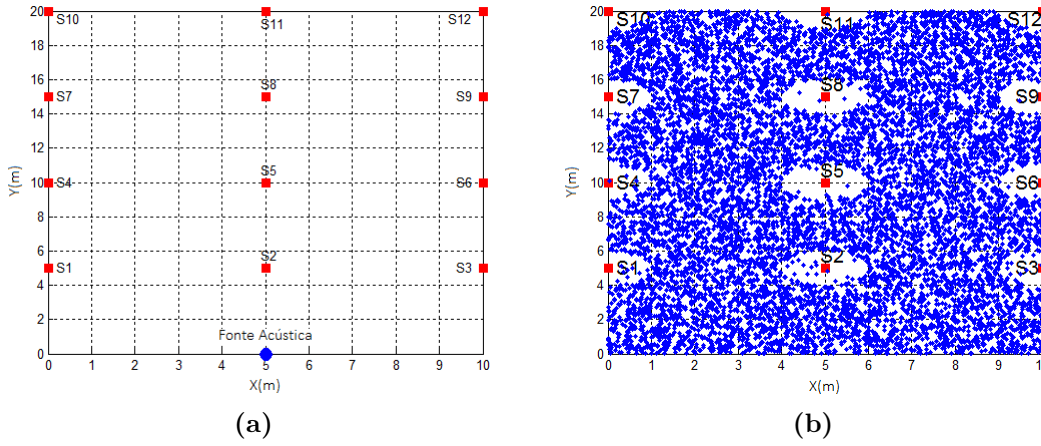 20
S10
S11
S12
18
16
S8
S7
S9
14
12
Y(m)
S5
10
S4
S6
8
6
S2
S1
S3
4
2
Fonte Acústica
0
0 1 2 3 4 5 6 7 8 9 10
X(m)
(a)
20
S10
S11
S12
18
16
S8
S7
S9
14
12
Y(m)
S5
10
S4
S6
8
6
S2
S1
S3
4
2
0
0 1 2 3 4 5 6 7 8 9 10
X(m)
(b)